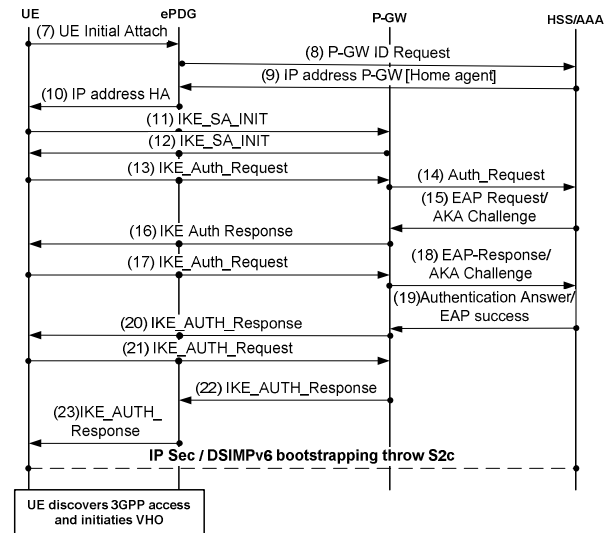 UE
ePDG
P-GW
HSS/AAA
(7) UE Initial Attach
(8) P-GW ID Request
(9) IP address P-GW [Home agent]
(10) IP address HA
(11) IKE_SA_INIT
(12) IKE_SA_INIT
(13) IKE_Auth_Request
(14) Auth_Request
(15) EAP Request/
AKA Challenge
(16) IKE Auth Response
(17) IKE_Auth_Request
(18) EAP-Response/
AKA Challenge
(19)Authentication Answer/
EAP success
(20) IKE_AUTH_Response
(21) IKE_AUTH_Request
(22) IKE_AUTH_Response
(23)IKE_AUTH_
Response
IP Sec / DSIMPv6 bootstrapping throw S2c
UE discovers 3GPP access
and initiaties VHO